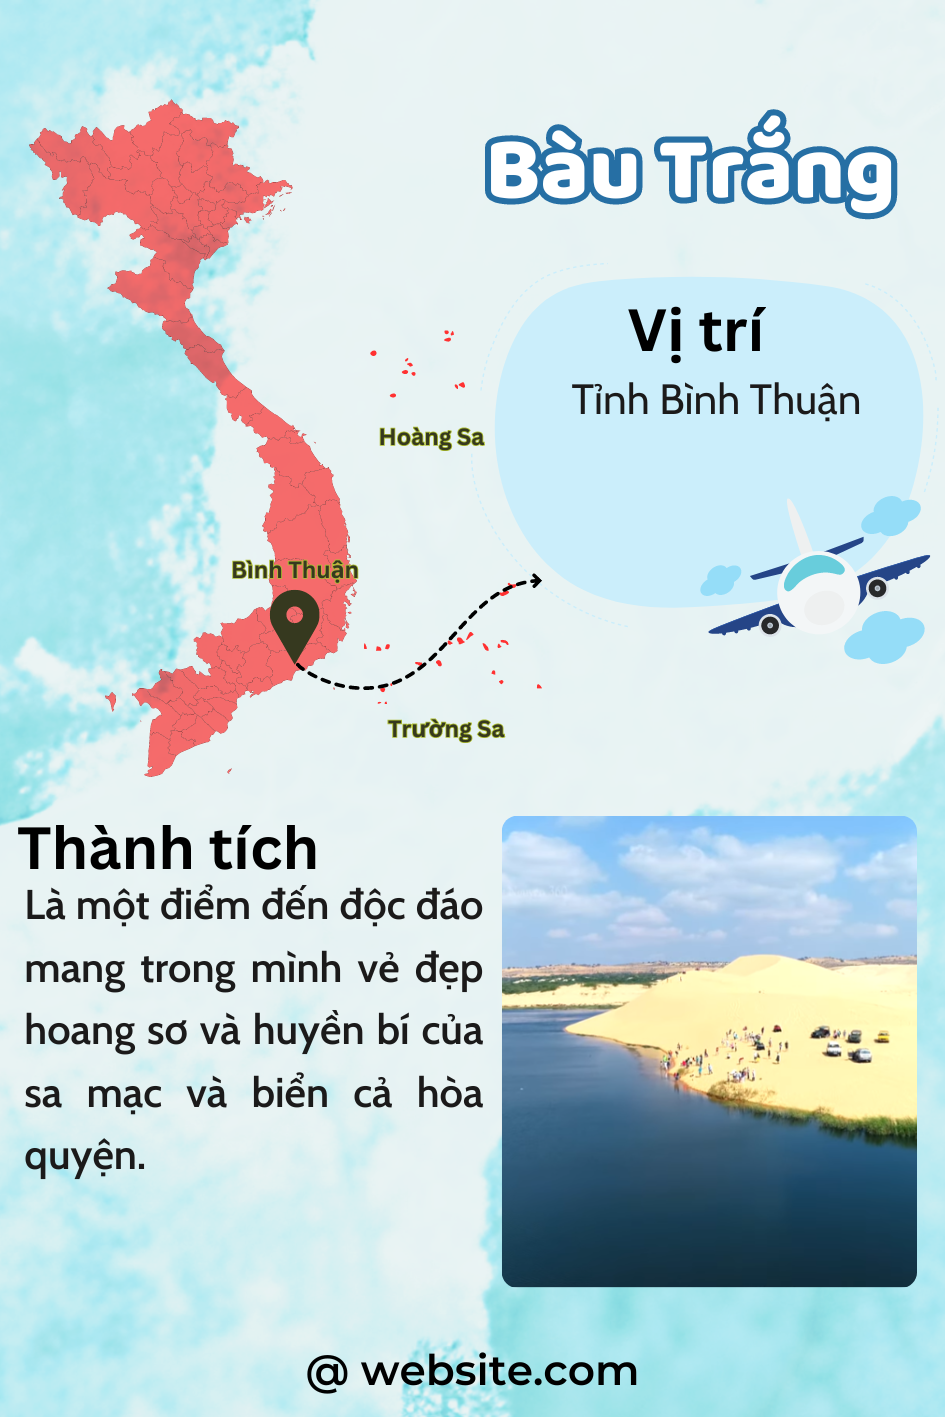 Bàu Trắng
Vị trí
Tỉnh Bình Thuận
Hoàng Sa
Bình Thuận
Trường Sa
Thành tích
Là một điểm đến độc đáo
mang trong mình vẻ đẹp
hoang sơ và huyền bí của
sa mạc và biển cả hòa
quyện.
@ website.com